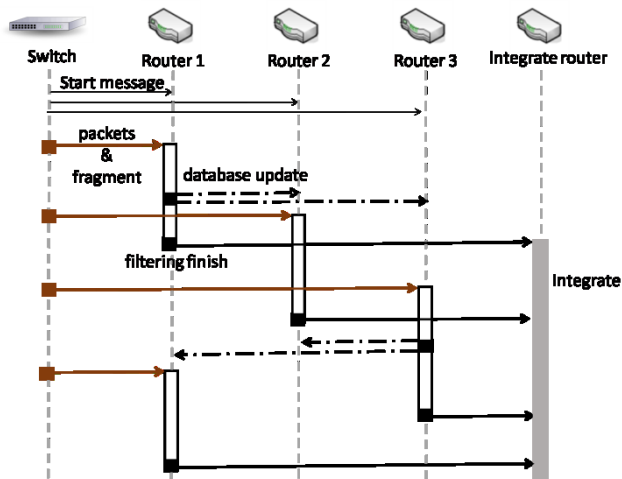 Switch
Router 1
Router 2
Router 3
Integrate router
Start message
packets
&
fragment
database update
filtering finish
Integrate